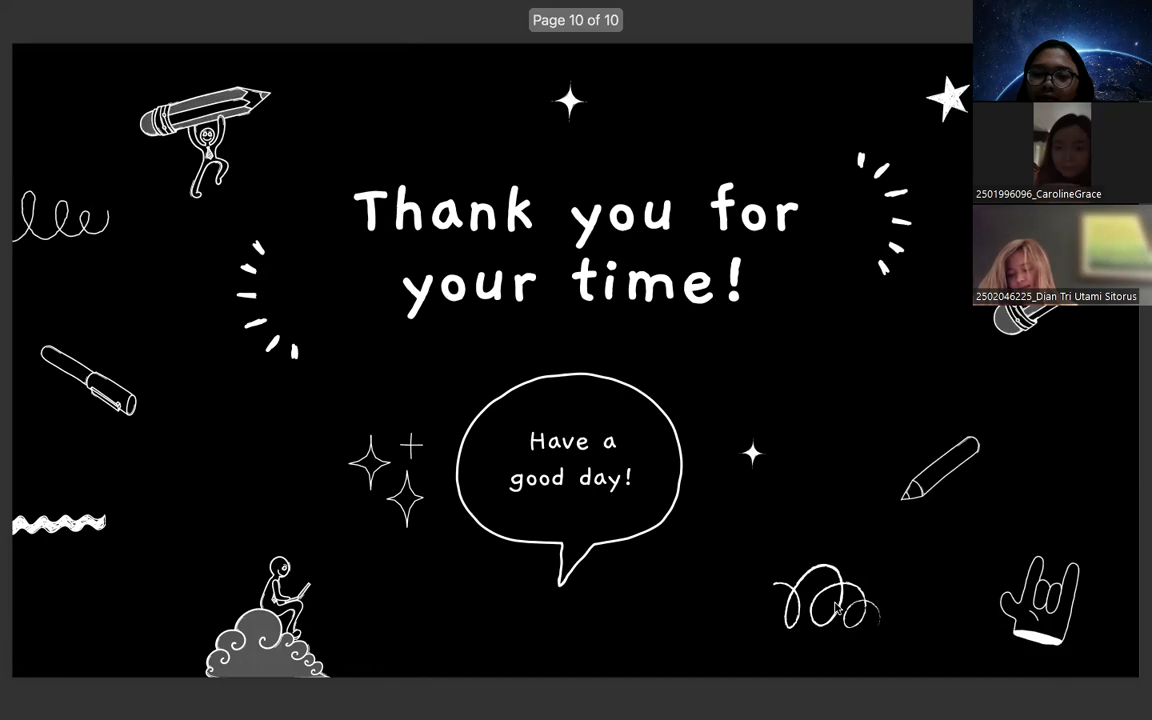 Page 10 of 10
Thank you for
your time!
Have a
good day!
2501996096_CarolineGrace
2502046225_Dian Tri Utami Sitorus